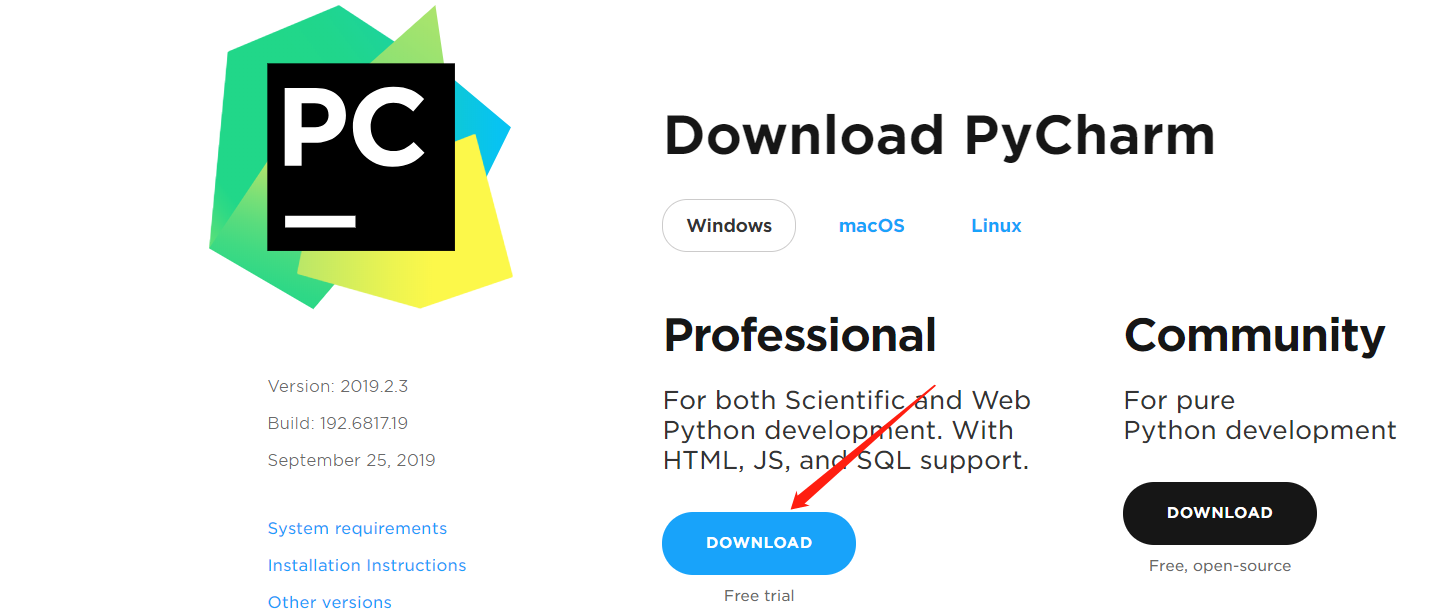 PC
Version: 2019.2.3
Build: 192.6817.19
September 25, 2019
System requirements
Installation Instructions
Other versions
Download PyCharm
Windows
macOS
Linux
Professional
For both Scientific and Web
Python development. With
HTML, JS, and SQL support.
DOWNLOAD
Free trial
Community
For pure
Python development
DOWNLOAD
Free, open-source